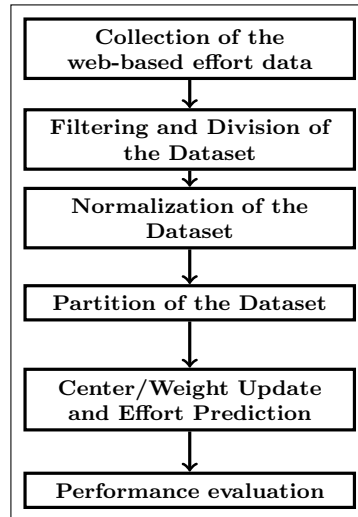 Collection of the
web-based effort data
Filtering and Division of
the Dataset
Normalization of the
Dataset
Partition of the Dataset
Center/Weight Update
and Effort Prediction
Performance evaluation